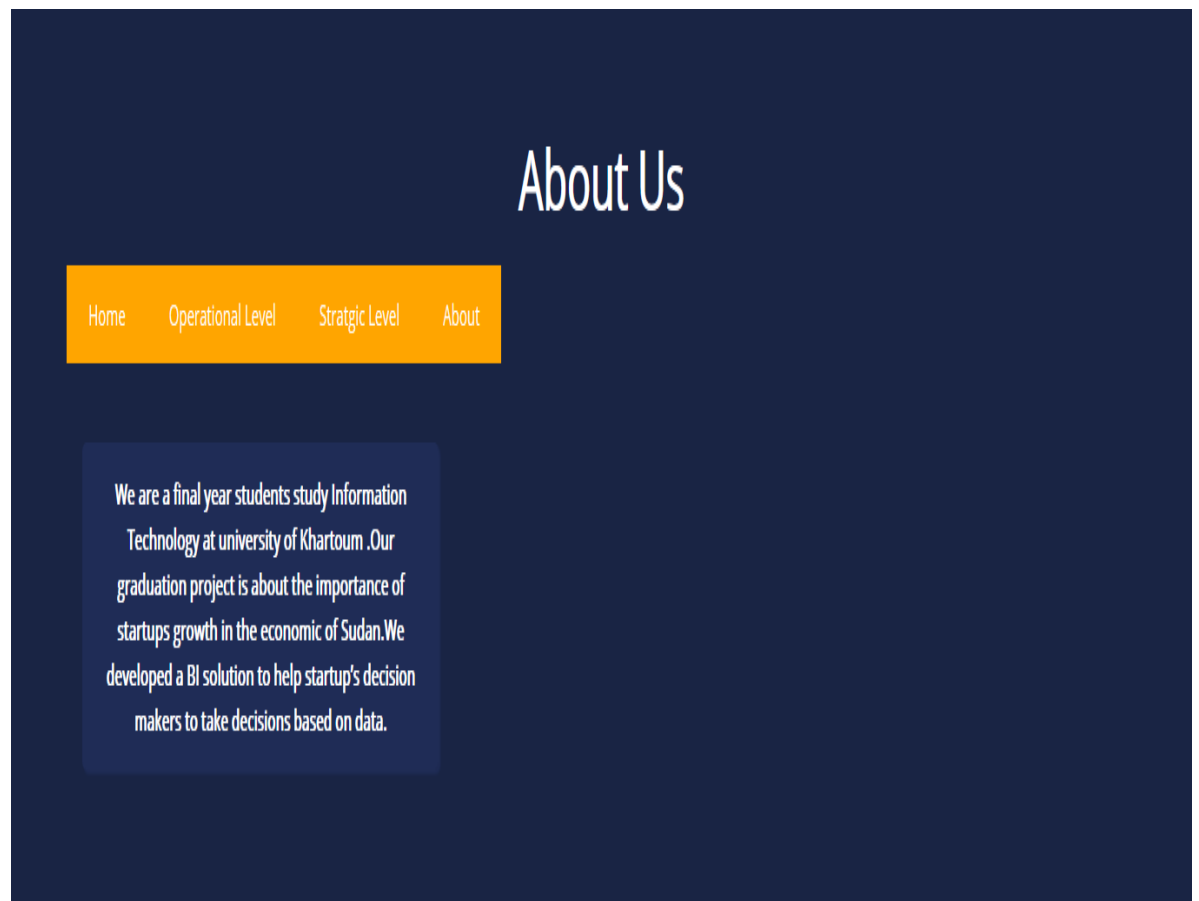 About Us
Home Operational Level Stratgic Level About
We are a final year students study Information
Technology at university of Khartoum .Our
graduation project is about the importance of
startups growth in the economic of Sudan.We
developed a BI solution to help startup's decision
makers to take decisions based on data.